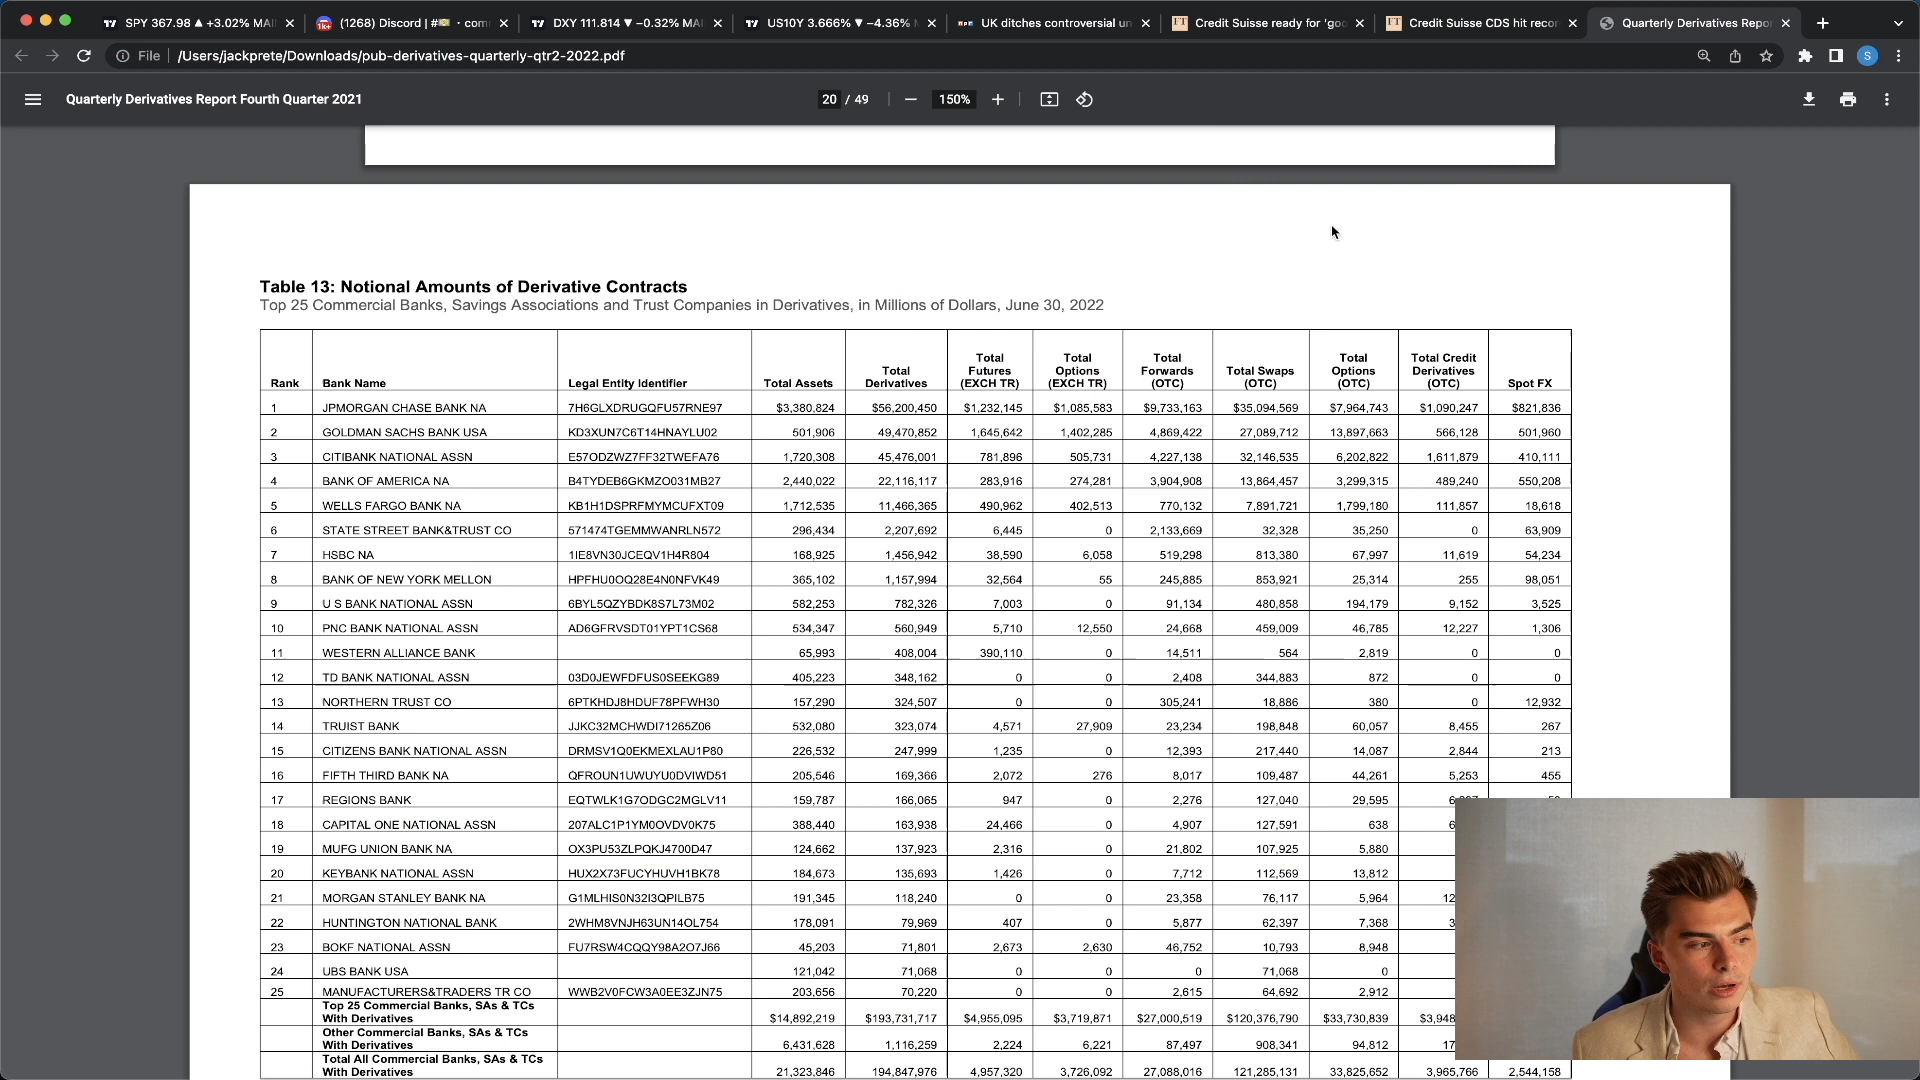 SPY 367.98 ▲ +3.02% MAI
(1268) Discord | #💴 · com
DXY 111.814 ▼ −0.32% MA
US10Y 3.666% ▼ −4.36%
UK ditches controversial un
FT Credit Suisse ready for 'go
FT Credit Suisse CDS hit recor
Quarterly Derivatives Repo
File | /Users/jackprete/Downloads/pub-derivatives-quarterly-qtr2-2022.pdf
S
Quarterly Derivatives Report Fourth Quarter 2021
20 / 49
150%
Table 13: Notional Amounts of Derivative Contracts
Top 25 Commercial Banks, Savings Associations and Trust Companies in Derivatives, in Millions of Dollars, June 30, 2022
Rank Bank Name Legal Entity Identifier Total Assets Total Derivatives Total Futures (EXCH TR) Total Options (EXCH TR) Total Forwards (OTC) Total Swaps (OTC) Total Options (OTC) Total Credit Derivatives (OTC) Spot FX
1 JPMORGAN CHASE BANK NA 7H6GLXDRUGQFU57RNE97 $3,380,824 $56,200,450 $1,232,145 $1,085,583 $9,733,163 $35,094,569 $7,964,743 $1,090,247 $821,836
2 GOLDMAN SACHS BANK USA KD3XUN7C6T14HNAYLU02 501,906 49,470,852 1,645,642 1,402,285 4,869,422 27,089,712 13,897,663 566,128 501,960
3 CITIBANK NATIONAL ASSN E57ODZWZ7FF32TWEFA76 1,720,308 45,476,001 781,896 505,731 4,227,138 32,146,535 6,202,822 1,611,879 410,111
4 BANK OF AMERICA NA B4TYDEB6GKMZO031MB27 2,440,022 22,116,117 283,916 274,281 3,904,908 13,864,457 3,299,315 489,240 550,208
5 WELLS FARGO BANK NA KB1H1DSPRFMYMCUFXT09 1,712,535 11,466,365 490,962 402,513 770,132 7,891,721 1,799,180 111,857 18,618
6 STATE STREET BANK&TRUST CO 571474TGEMMWANRLN572 296,434 2,207,692 6,445 0 2,133,669 32,328 35,250 0 63,909
7 HSBC NA 1IE8VN30JCEQV1H4R804 168,925 1,456,942 38,590 6,058 519,298 813,380 67,997 11,619 54,234
8 BANK OF NEW YORK MELLON HPFHU0OQ28E4N0NFVK49 365,102 1,157,994 32,564 55 245,885 853,921 25,314 255 98,051
9 U S BANK NATIONAL ASSN 6BYL5QZYBDK8S7L73M02 582,253 782,326 7,003 0 91,134 480,858 194,179 9,152 3,525
10 PNC BANK NATIONAL ASSN AD6GFRVSDT01YPT1CS68 534,347 560,949 5,710 12,550 24,668 459,009 46,785 12,227 1,306
11 WESTERN ALLIANCE BANK 65,993 408,004 390,110 0 14,511 564 2,819 0 0
12 TD BANK NATIONAL ASSN 03D0JEWFDFUS0SEEKG89 405,223 348,162 0 0 2,408 344,883 872 0 0
13 NORTHERN TRUST CO 6PTKHDJ8HDUF78PFWH30 157,290 324,507 0 0 305,241 18,886 380 0 12,932
14 TRUIST BANK JJKC32MCHWDI71265Z06 532,080 323,074 4,571 27,909 23,234 198,848 60,057 8,455 267
15 CITIZENS BANK NATIONAL ASSN DRMSV1Q0EKMEXLAU1P80 226,532 247,999 1,235 0 12,393 217,440 14,087 2,844 213
16 FIFTH THIRD BANK NA QFROUN1UWUYU0DVIWD51 205,546 169,366 2,072 276 8,017 109,487 44,261 5,253 455
17 REGIONS BANK EQTWLK1G7ODGC2MGLV11 159,787 166,065 947 0 2,276 127,040 29,595
18 CAPITAL ONE NATIONAL ASSN 207ALC1P1YM0OVDV0K75 388,440 163,938 24,466 0 4,907 127,591 638 6
19 MUFG UNION BANK NA OX3PU53ZLPQKJ4700D47 124,662 137,923 2,316 0 21,802 107,925 5,880
20 KEYBANK NATIONAL ASSN HUX2X73FUCYHUVH1BK78 184,673 135,693 1,426 0 7,712 112,569 13,812
21 MORGAN STANLEY BANK NA G1MLHIS0N32I3QPILB75 191,345 118,240 0 0 23,358 76,117 5,964 12
22 HUNTINGTON NATIONAL BANK 2WHM8VNJH63UN14OL754 178,091 79,969 407 0 5,877 62,397 7,368 3
23 BOKF NATIONAL ASSN FU7RSW4CQQY98A2O7J66 45,203 71,801 2,673 2,630 46,752 10,793 8,948
24 UBS BANK USA 121,042 71,068 0 0 0 71,068 0
25 MANUFACTURERS&TRADERS TR CO WWB2V0FCW3A0EE3ZJN75 203,656 70,220 0 0 2,615 64,692 2,912
Top 25 Commercial Banks, SAs & TCs
With Derivatives $14,892,219 $193,731,717 $4,955,095 $3,719,871 $27,000,519 $120,376,790 $33,730,839 $3,948
Other Commercial Banks, SAs & TCs
With Derivatives 6,431,628 1,116,259 2,224 6,221 87,497 908,341 94,812 17
Total All Commercial Banks, SAs & TCs
With Derivatives 21,323,846 194,847,976 4,957,320 3,726,092 27,088,016 121,285,131 33,825,652 3,965,766 2,544,158